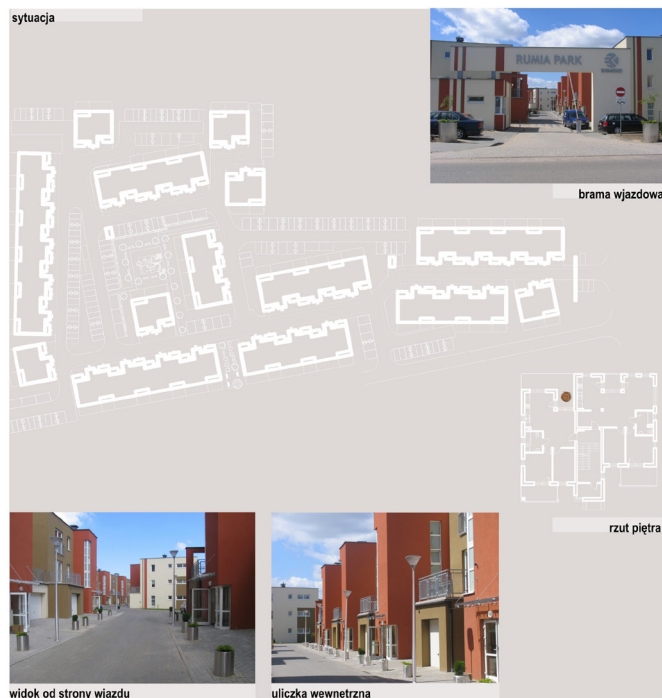 sytuacja
RUMIA PARK
brama wjazdowa
rzut piętra
widok od strony wjazdu
uliczka wewnętrzna